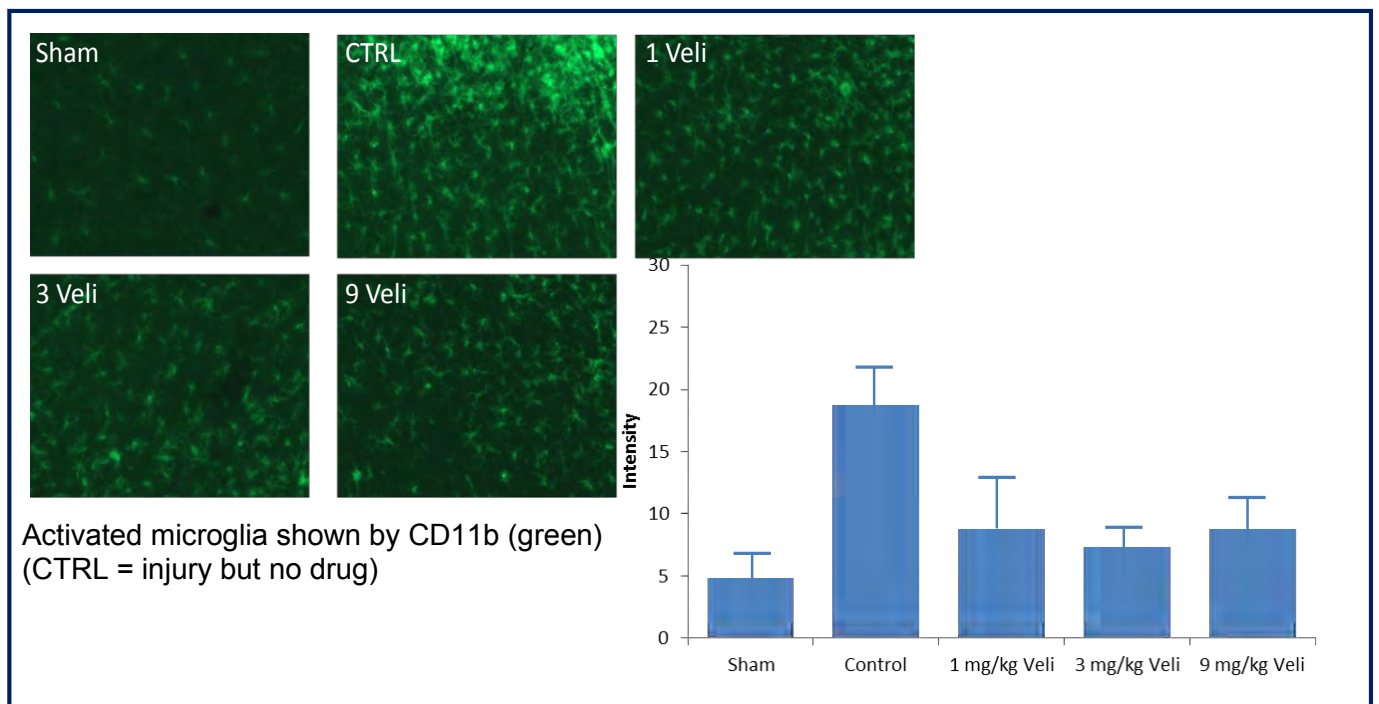 Sham
CTRL
1 Veli
3 Veli
9 Veli
Activated microglia shown by CD11b (green)
(CTRL = injury but no drug)
Intensity
30
25
20
15
10
5
0
Sham
Control
1 mg/kg Veli
3 mg/kg Veli
9 mg/kg Veli